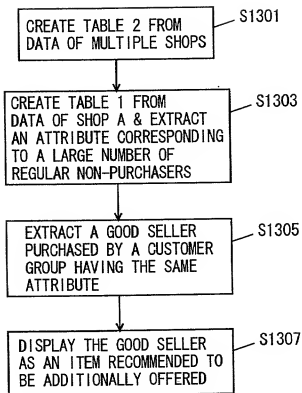 CREATE TABLE 2 FROM
DATA OF MULTIPLE SHOPS
S1301
CREATE TABLE 1 FROM
DATA OF SHOP A & EXTRACT
AN ATTRIBUTE CORRESPONDING
TO A LARGE NUMBER OF
REGULAR NON-PURCHASERS
S1303
EXTRACT A GOOD SELLER
PURCHASED BY A CUSTOMER
GROUP HAVING THE SAME
ATTRIBUTE
S1305
DISPLAY THE GOOD SELLER
AS AN ITEM RECOMMENDED TO
BE ADDITIONALLY OFFERED
S1307